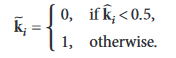 k̃ᵢ = { 0, if k̂ᵢ < 0.5,
1, otherwise.